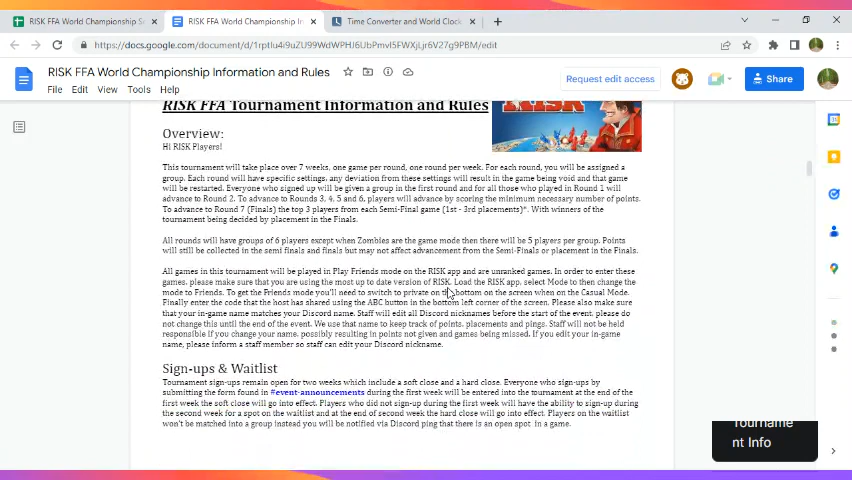 RISK FFA World Championship S
RISK FFA World Championship In
Time Converter and World Clock
docs.google.com/document/d/1rptlu4i9uZU99WdWPHJ6UbPmvl5FWXjLjr6V27g9PBM/edit
RISK FFA World Championship Information and Rules
Request edit access
Share
File Edit View Tools Help
RISK FFA Tournament Information and Rules
Overview:
Hi RISK Players!
This tournament will take place over 7 weeks, one game per round, one round per week. For each round, you will be assigned a
group. Each round will have specific settings, any deviation from these settings will result in the game being void and that game
will be restarted. Everyone who signed up will be given a group in the first round and for all those who played in Round 1 will
advance to Round 2. To advance to Rounds 3, 4, 5 and 6, players will advance by scoring the minimum necessary number of points.
To advance to Round 7 (Finals) the top 3 players from each Semi-Final game (1st - 3rd placements)*. With winners of the
tournament being decided by placement in the Finals.
All rounds will have groups of 6 players except when Zombies are the game mode then there will be 5 players per group. Points
will still be collected in the semi finals and finals but may not affect advancement from the Semi-Finals or placement in the Finals.
All games in this tournament will be played in Play Friends mode on the RISK app and are unranked games. In order to enter these
games, please make sure that you are using the most up to date version of RISK. Load the RISK app, select Mode to then change the
mode to Friends. To get the Friends mode you'll need to switch to private on the bottom on the screen when on the Casual Mode.
Finally enter the code that the host has shared using the ABC button in the bottom left corner of the screen. Please also make sure
that your in-game name matches your Discord name. Staff will edit all Discord nicknames before the start of the event, please do
not change this until the end of the event. We use that name to keep track of points, placements and pings. Staff will not be held
responsible if you change your name, possibly resulting in points not given and games being missed. If you edit your in-game
name, please inform a staff member so staff can edit your Discord nickname.
Sign-ups & Waitlist
Tournament sign-ups remain open for two weeks which include a soft close and a hard close. Everyone who sign-ups by
submitting the form found in #event-announcements during the first week will be entered into the tournament at the end of the
first week the soft close will go into effect. Players who did not sign-up during the first week will have the ability to sign-up during
the second week for a spot on the waitlist and at the end of second week the hard close will go into effect. Players on the waitlist
won't be matched into a group instead you will be notified via Discord ping that there is an open spot in a game.
Tourname
nt Info